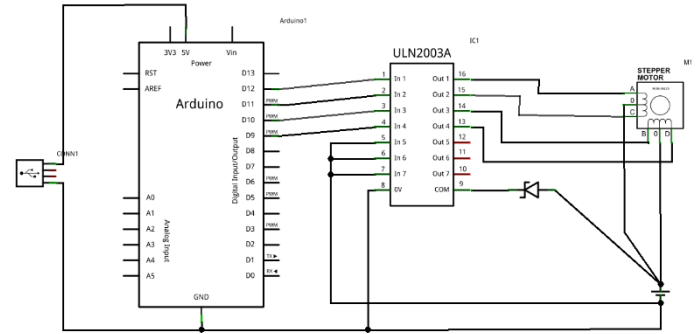 Arduino1
3V3 5V Vin
Power
RST
AREF
Arduino
D13
D12
D11
PWM
D10
PWM
D9
PWM
D8
D7
D6
PWM
D5
PWM
D4
D3
PWM
D2
D1
TX
D0
RX
Digital Input/Output
Analog Input
A0
A1
A2
A3
A4
A5
GND
CONN1
IC1
ULN2003A
1 In 1 Out 1 16
2 In 2 Out 2 15
3 In 3 Out 3 14
4 In 4 Out 4 13
5 In 5 Out 5 12
6 In 6 Out 6 11
7 In 7 Out 7 10
8 0V COM 9
M1
STEPPER
MOTOR
A
0
C
B 0 D